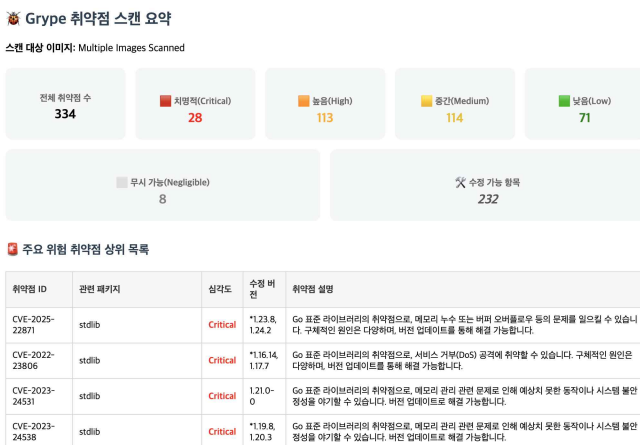 Grype 취약점 스캔 요약
스캔 대상 이미지: Multiple Images Scanned
전체 취약점 수
334
치명적(Critical)
28
높음(High)
113
중간(Medium)
114
낮음(Low)
71
무시 가능(Negligible)
8
수정 가능 항목
232
주요 위험 취약점 상위 목록
취약점 ID 관련 패키지 심각도 수정 버전 취약점 설명
CVE-2025-22871 stdlib Critical *1.23.8, 1.24.2 Go 표준 라이브러리의 취약점으로, 메모리 누수 또는 버퍼 오버플로우 등의 문제를 일으킬 수 있습니다. 구체적인 원인은 다양하며, 버전 업데이트를 통해 해결 가능합니다.
CVE-2022-23806 stdlib Critical *1.16.14, 1.17.7 Go 표준 라이브러리의 취약점으로, 서비스 거부(DoS) 공격에 취약할 수 있습니다. 구체적인 원인은 다양하며, 버전 업데이트를 통해 해결 가능합니다.
CVE-2023-24531 stdlib Critical 1.21.0-0 Go 표준 라이브러리의 취약점으로, 메모리 관리 관련 문제로 인해 예상치 못한 동작이나 시스템 불안정성을 야기할 수 있습니다. 버전 업데이트로 해결 가능합니다.
CVE-2023-24538 stdlib Critical *1.19.8, 1.20.3 Go 표준 라이브러리의 취약점으로, 메모리 관리 관련 문제로 인해 예상치 못한 동작이나 시스템 불안정성을 야기할 수 있습니다. 버전 업데이트를 통해 해결 가능합니다.